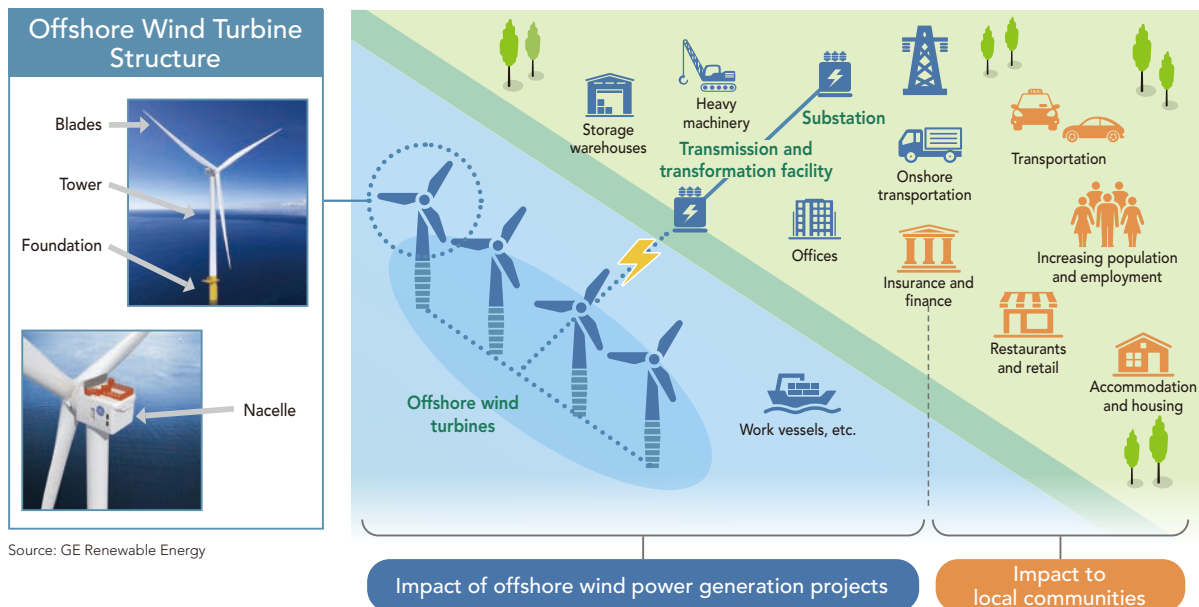 Offshore Wind Turbine
Structure
Blades
Tower
Foundation
Nacelle
Source: GE Renewable Energy
Storage
warehouses
Heavy
machinery
Substation
Transmission and
transformation facility
Onshore
transportation
Transportation
Offices
Insurance and
finance
Increasing population
and employment
Restaurants
and retail
Accommodation
and housing
Offshore wind
turbines
Work vessels, etc.
Impact of offshore wind power generation projects
Impact to
local communities